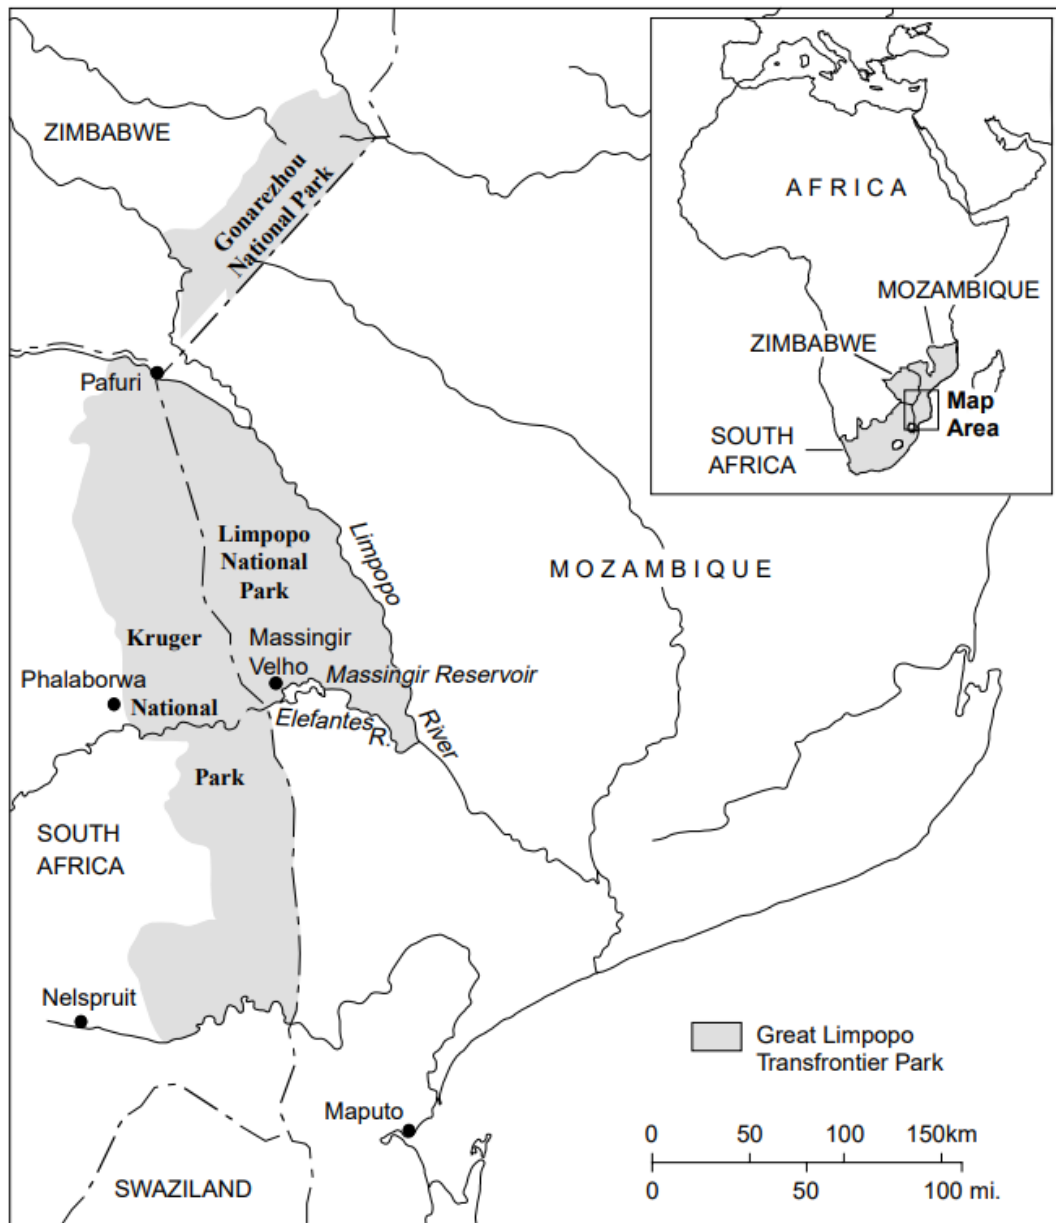 ZIMBABWE
Gonarezhou
National Park
Pafuri
Limpopo
National
Park
Limpopo
River
Kruger
National
Park
Massingir
Velho
Massingir Reservoir
Elefantes
R.
Phalaborwa
MOZAMBIQUE
SOUTH
AFRICA
Nelspruit
Maputo
SWAZILAND
AFRICA
MOZAMBIQUE
ZIMBABWE
Map
Area
SOUTH
AFRICA
Great Limpopo
Transfrontier Park
0 50 100 150km
0 50 100 mi.